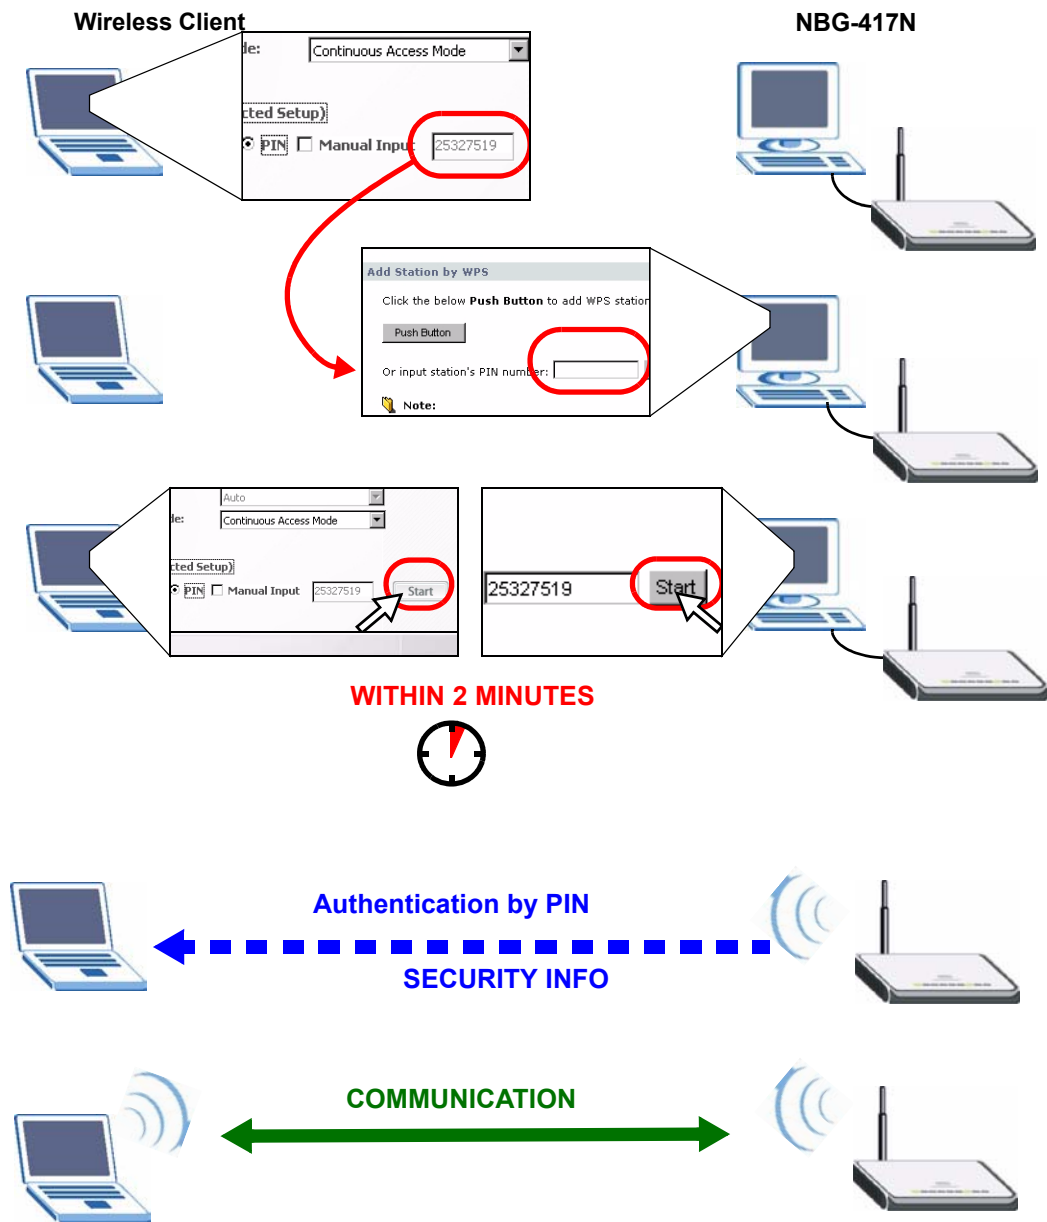 Wireless Client
NBG-417N
de:
Continuous Access Mode
cted Setup)
PIN
Manual Input
25327519
Add Station by WPS
Click the below Push Button to add WPS station
Push Button
Or input station's PIN number:
Note:
Auto
de:
Continuous Access Mode
cted Setup)
PIN
Manual Input
25327519
Start
25327519
Start
WITHIN 2 MINUTES
Authentication by PIN
SECURITY INFO
COMMUNICATION